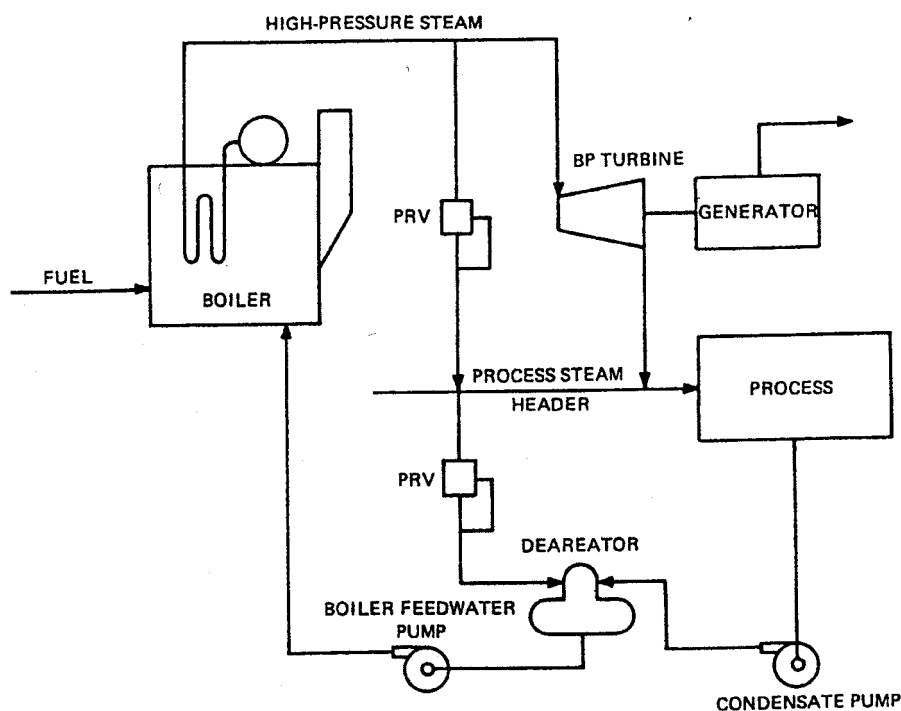 HIGH-PRESSURE STEAM
BP TURBINE
PRV
GENERATOR
FUEL
BOILER
PROCESS STEAM
HEADER
PROCESS
PRV
DEAREATOR
BOILER FEEDWATER
PUMP
CONDENSATE PUMP